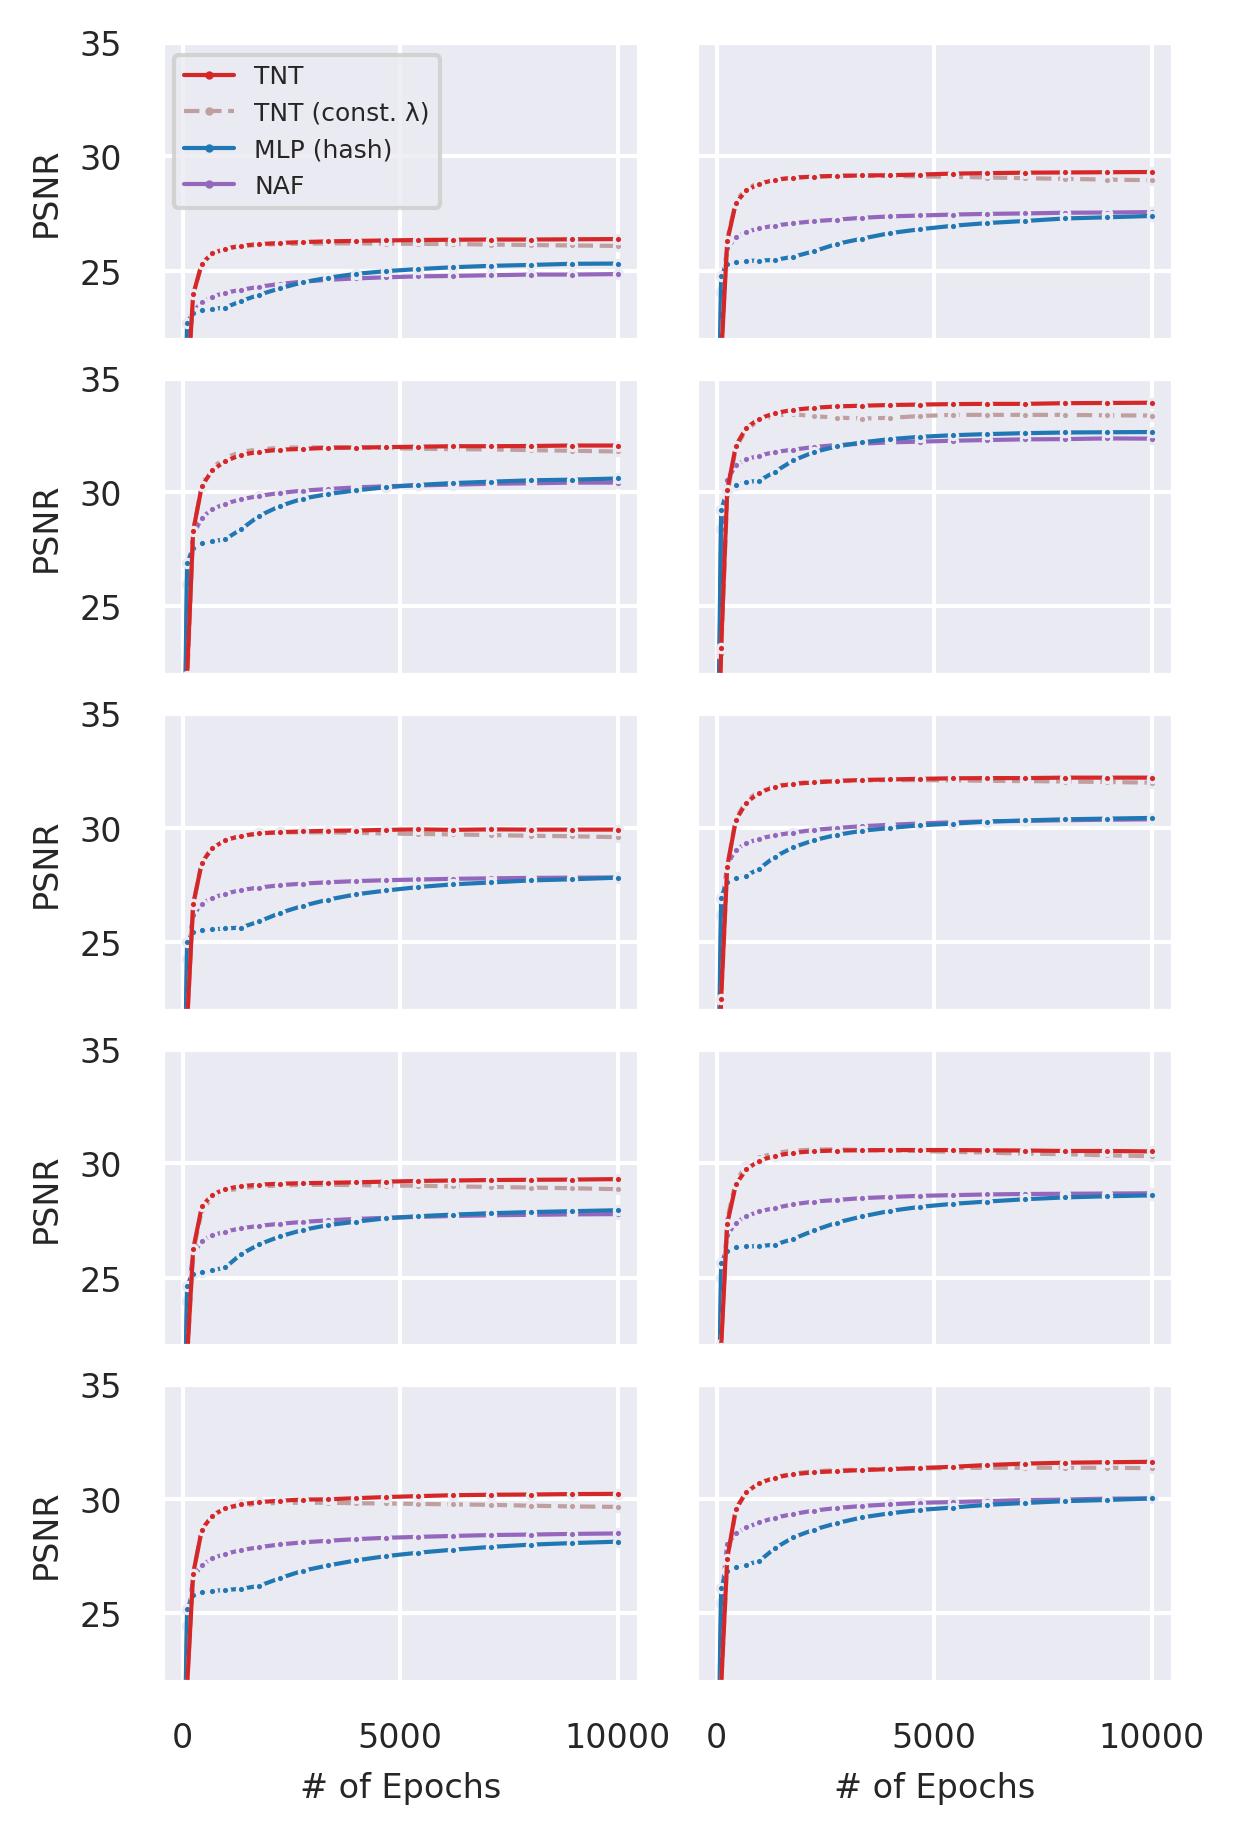 35
TNT
TNT (const. λ)
MLP (hash)
NAF
30
25
PSNR
35
30
25
PSNR
35
30
25
PSNR
35
30
25
PSNR
35
30
25
PSNR
0 5000 10000 0 5000 10000
# of Epochs # of Epochs